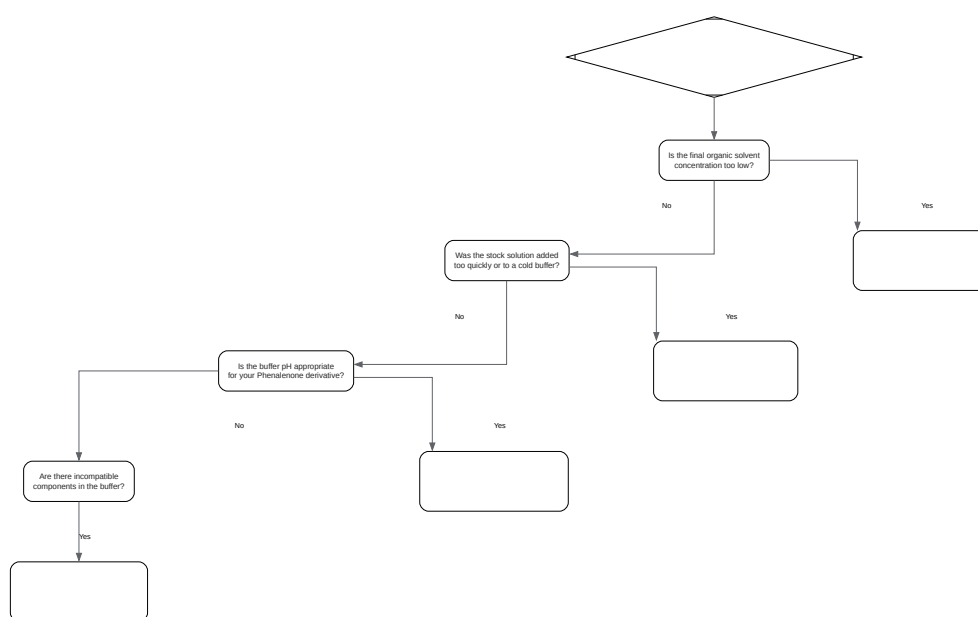 Is the final organic solvent
concentration too low?
No
Yes
Was the stock solution added
too quickly or to a cold buffer?
No
Yes
Is the buffer pH appropriate
for your Phenalenone derivative?
No
Yes
Are there incompatible
components in the buffer?
Yes